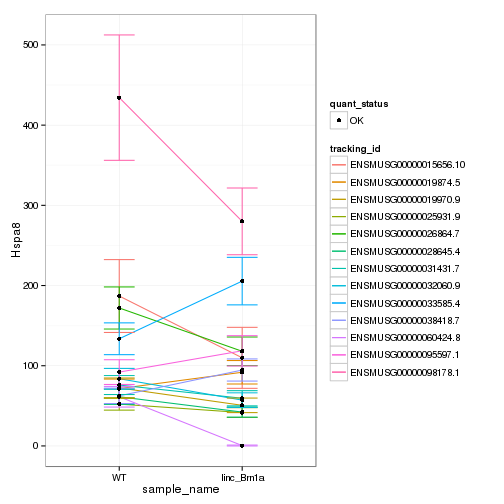 Hspa8
500
400
300
200
100
0
WT
linc_Brn1a
sample_name
quant_status
OK
tracking_id
ENSMUSG00000015656.10
ENSMUSG00000019874.5
ENSMUSG00000019970.9
ENSMUSG00000025931.9
ENSMUSG00000026864.7
ENSMUSG00000028645.4
ENSMUSG00000031431.7
ENSMUSG00000032060.9
ENSMUSG00000033585.4
ENSMUSG00000038418.7
ENSMUSG00000060424.8
ENSMUSG00000095597.1
ENSMUSG00000098178.1